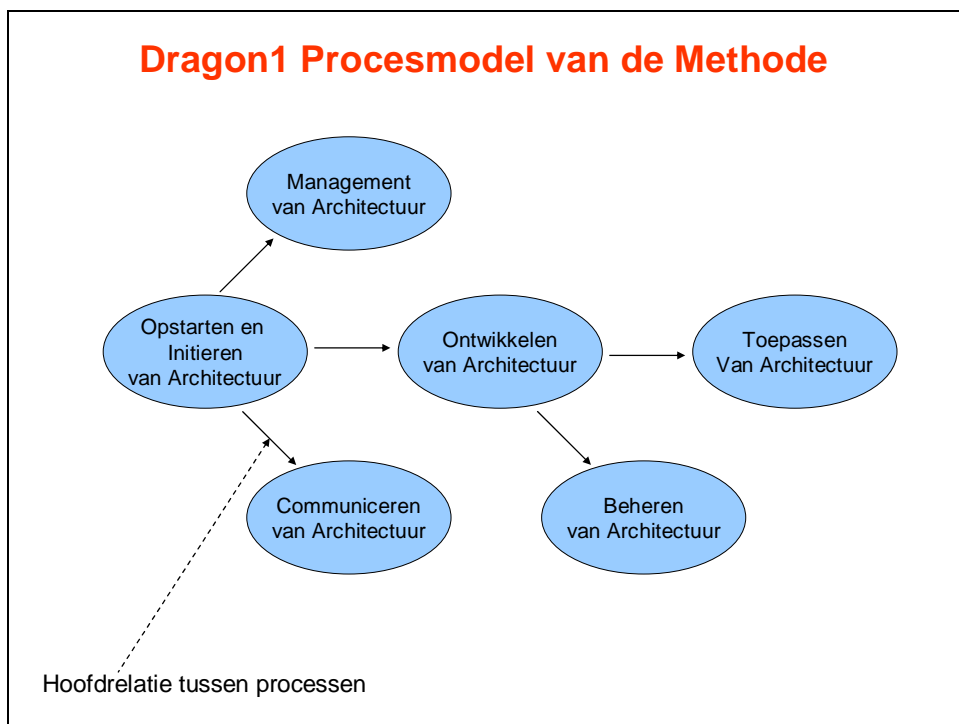 Dragon1 Procesmodel van de Methode
Management
van Architectuur
Opstarten en
Initieren
van Architectuur
Ontwikkelen
van Architectuur
Toepassen
Van Architectuur
Communiceren
van Architectuur
Beheren
van Architectuur
Hoofdrelatie tussen processen